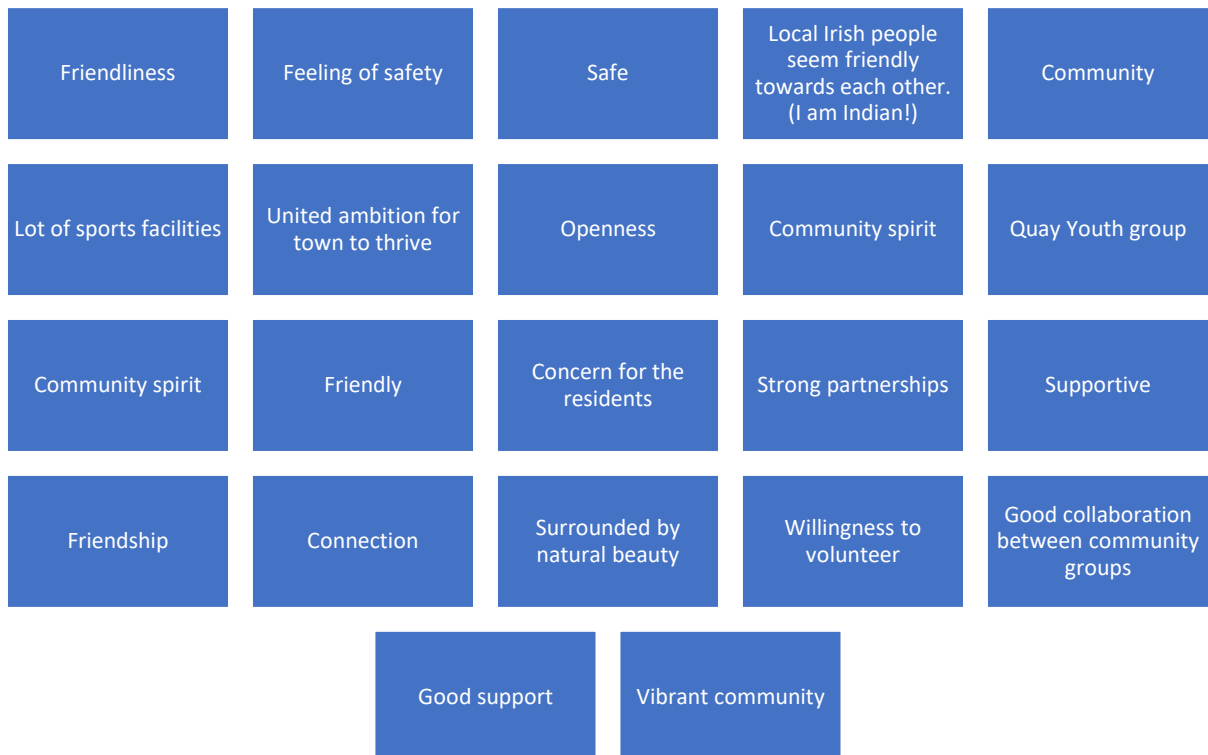 Friendliness
Feeling of safety
Safe
Local Irish people
seem friendly
towards each other.
(I am Indian!)
Community
Lot of sports facilities
United ambition for
town to thrive
Openness
Community spirit
Quay Youth group
Community spirit
Friendly
Concern for the
residents
Strong partnerships
Supportive
Friendship
Connection
Surrounded by
natural beauty
Willingness to
volunteer
Good collaboration
between community
groups
Good support
Vibrant community